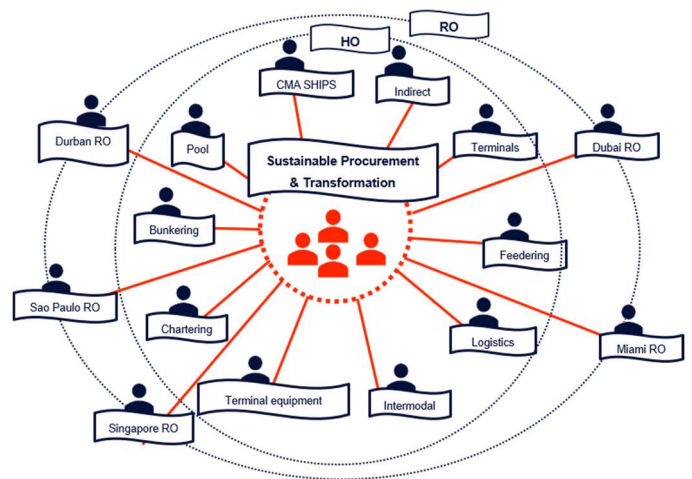 RO
HO
CMA SHIPS
Indirect
Durban RO
Pool
Sustainable Procurement
& Transformation
Terminals
Dubai RO
Bunkering
Feedering
Sao Paulo RO
Chartering
Logistics
Miami RO
Terminal equipment
Intermodal
Singapore RO